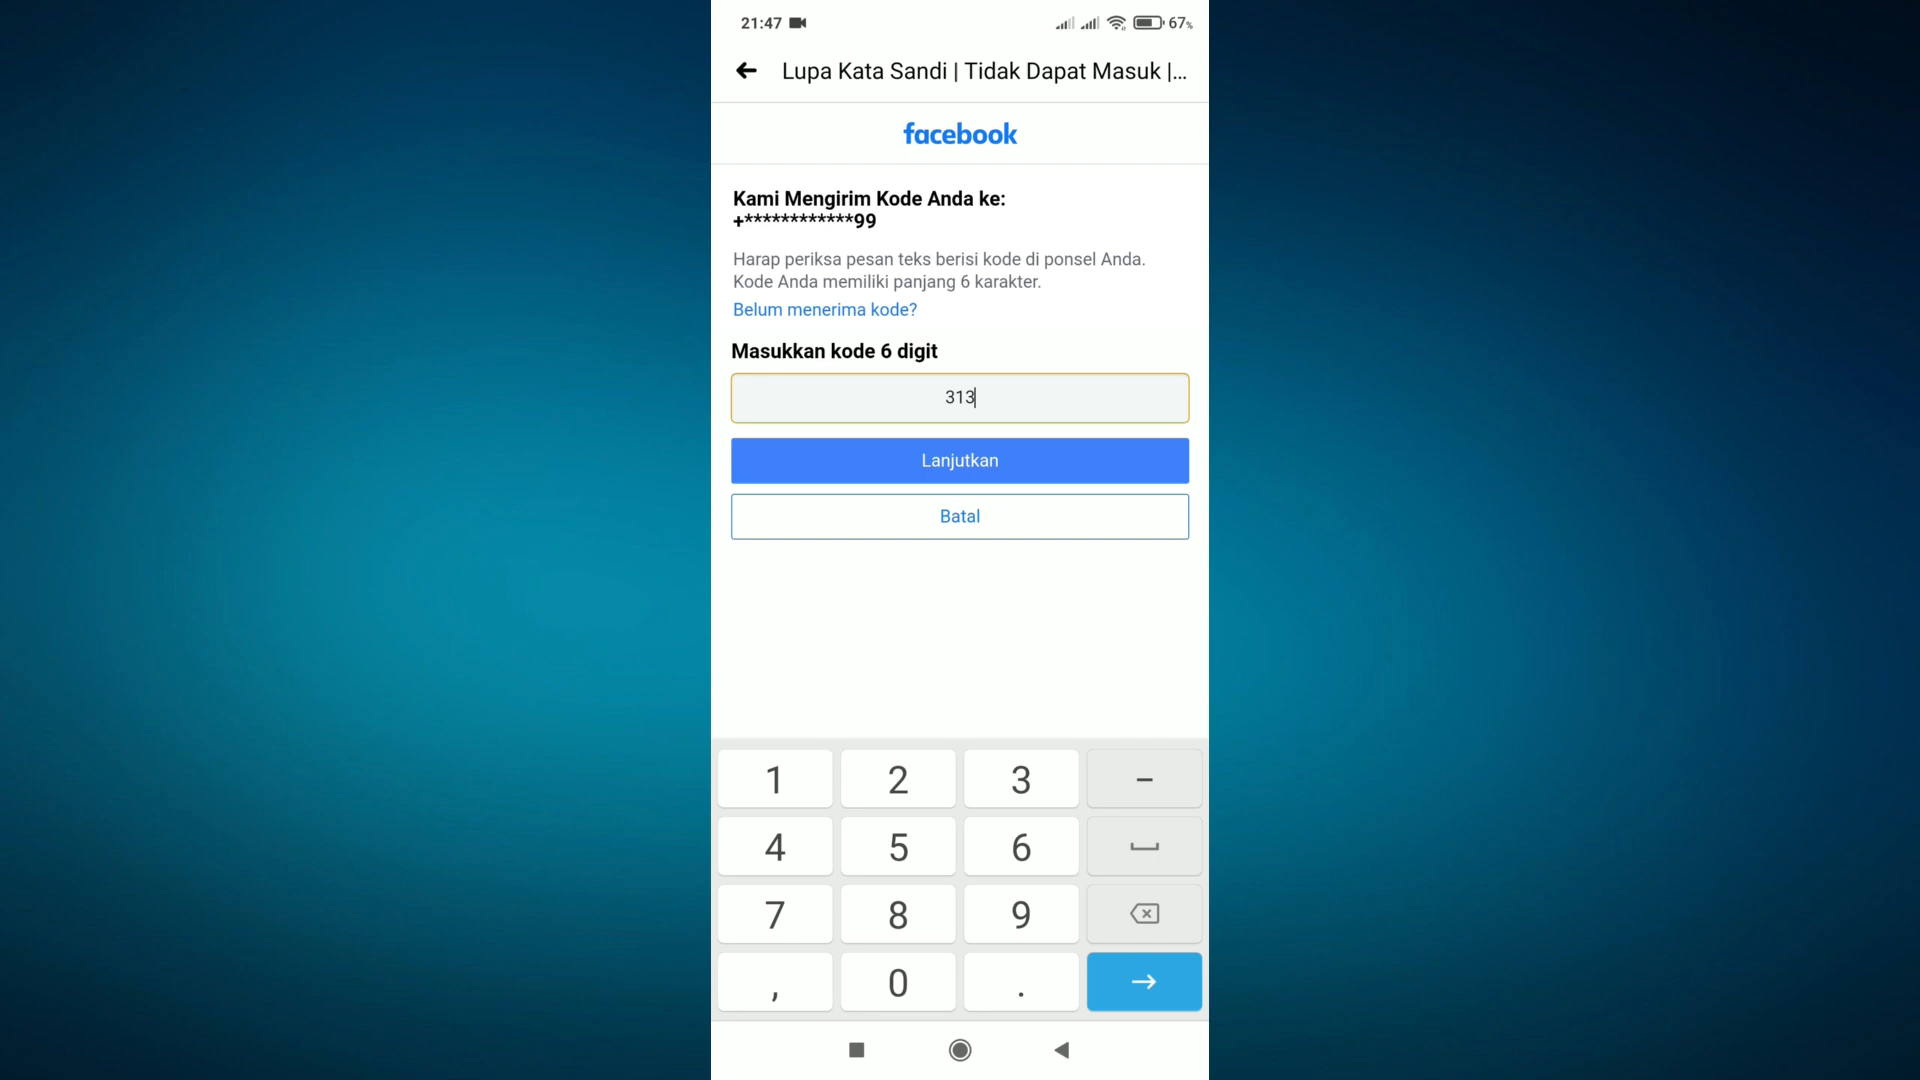 21:47
67%
Lupa Kata Sandi | Tidak Dapat Masuk |...
facebook
Kami Mengirim Kode Anda ke:
+************99
Harap periksa pesan teks berisi kode di ponsel Anda.
Kode Anda memiliki panjang 6 karakter.
Belum menerima kode?
Masukkan kode 6 digit
313
Lanjutkan
Batal
1 2 3 –
4 5 6
7 8 9
, 0 .